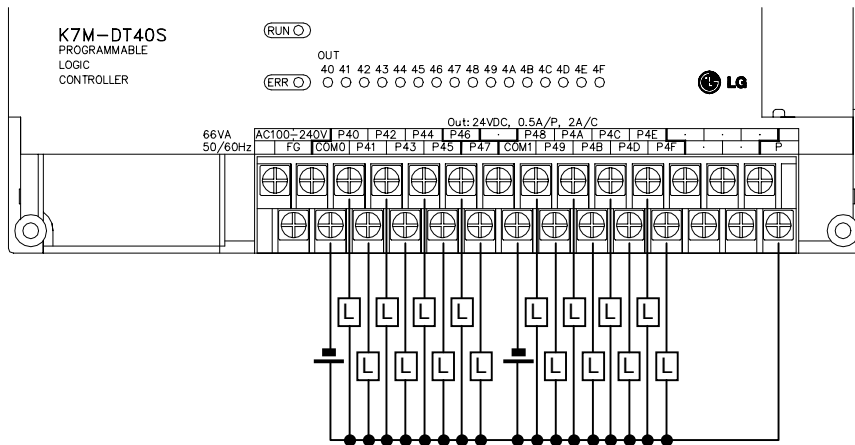 K7M-DT40S
PROGRAMMABLE
LOGIC
CONTROLLER
RUN
ERR
OUT
40 41 42 43 44 45 46 47 48 49 4A 4B 4C 4D 4E 4F
LG
Out: 24VDC, 0.5A/P, 2A/C
66VA
50/60Hz
AC100-240V P40 P42 P44 P46 · P48 P4A P4C P4E · · ·
FG COM0 P41 P43 P45 P47 COM1 P49 P4B P4D P4F · · P
L L L L L L L L
L L L L L L L L